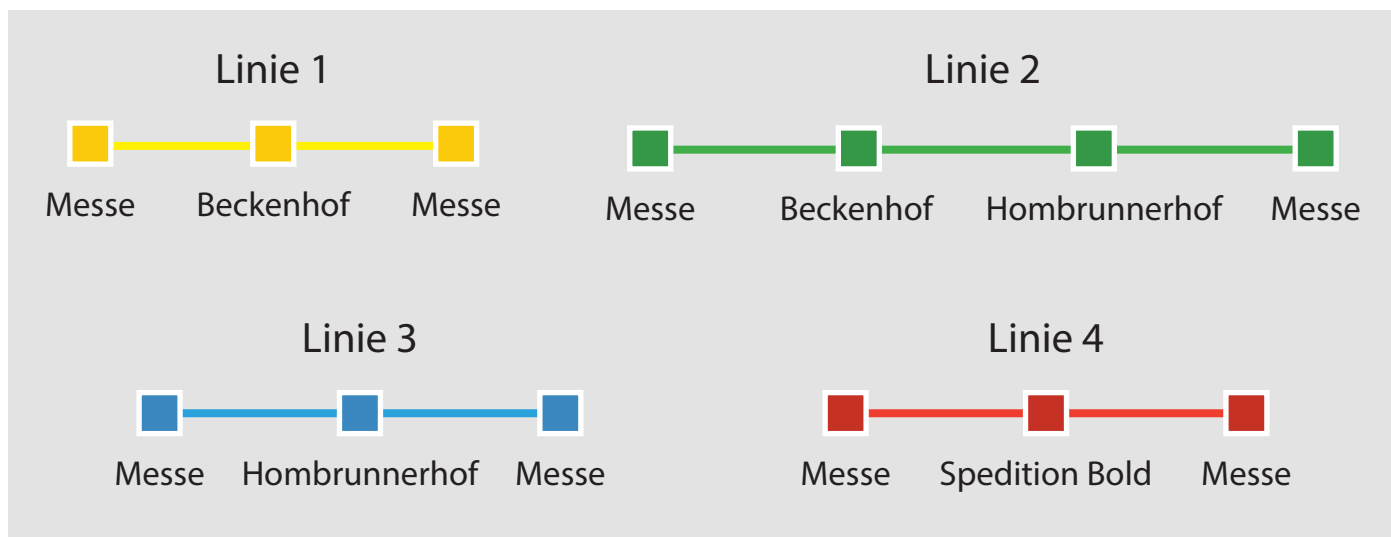 Linie 1
Messe Beckenhof Messe
Linie 2
Messe Beckenhof Hombrunnerhof Messe
Linie 3
Messe Hombrunnerhof Messe
Linie 4
Messe Spedition Bold Messe